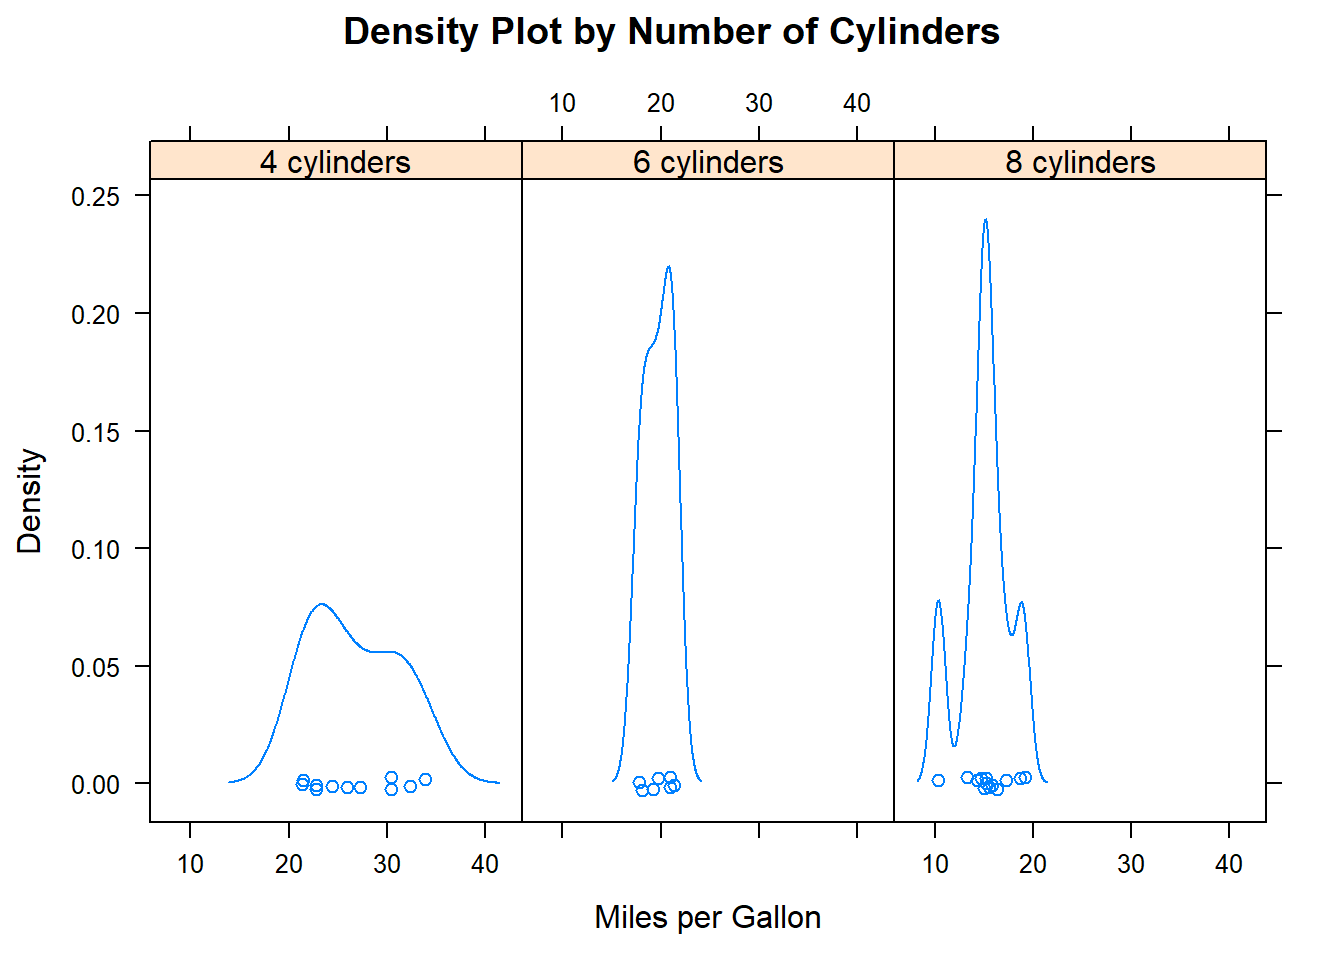 Density Plot by Number of Cylinders
10 20 30 40
4 cylinders 6 cylinders 8 cylinders
0.25
0.20
0.15
0.10
0.05
0.00
Density
10 20 30 40 10 20 30 40
Miles per Gallon